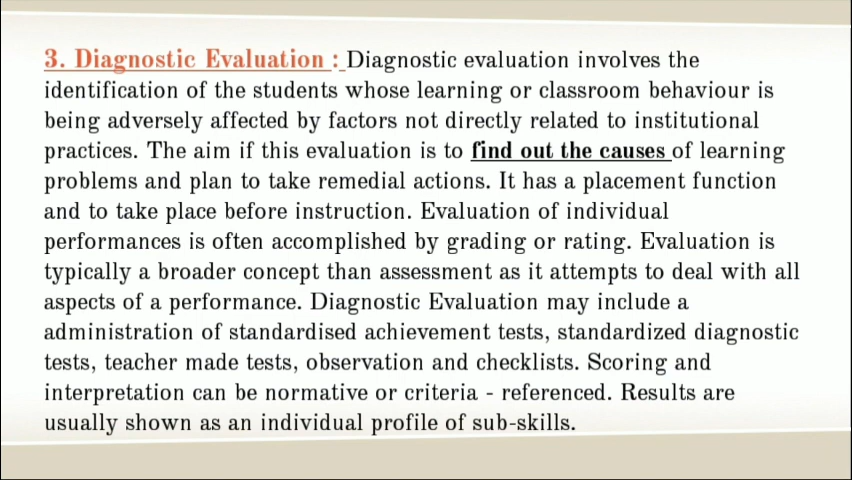 3. Diagnostic Evaluation : Diagnostic evaluation involves the
identification of the students whose learning or classroom behaviour is
being adversely affected by factors not directly related to institutional
practices. The aim if this evaluation is to find out the causes of learning
problems and plan to take remedial actions. It has a placement function
and to take place before instruction. Evaluation of individual
performances is often accomplished by grading or rating. Evaluation is
typically a broader concept than assessment as it attempts to deal with all
aspects of a performance. Diagnostic Evaluation may include a
administration of standardised achievement tests, standardized diagnostic
tests, teacher made tests, observation and checklists. Scoring and
interpretation can be normative or criteria - referenced. Results are
usually shown as an individual profile of sub-skills.